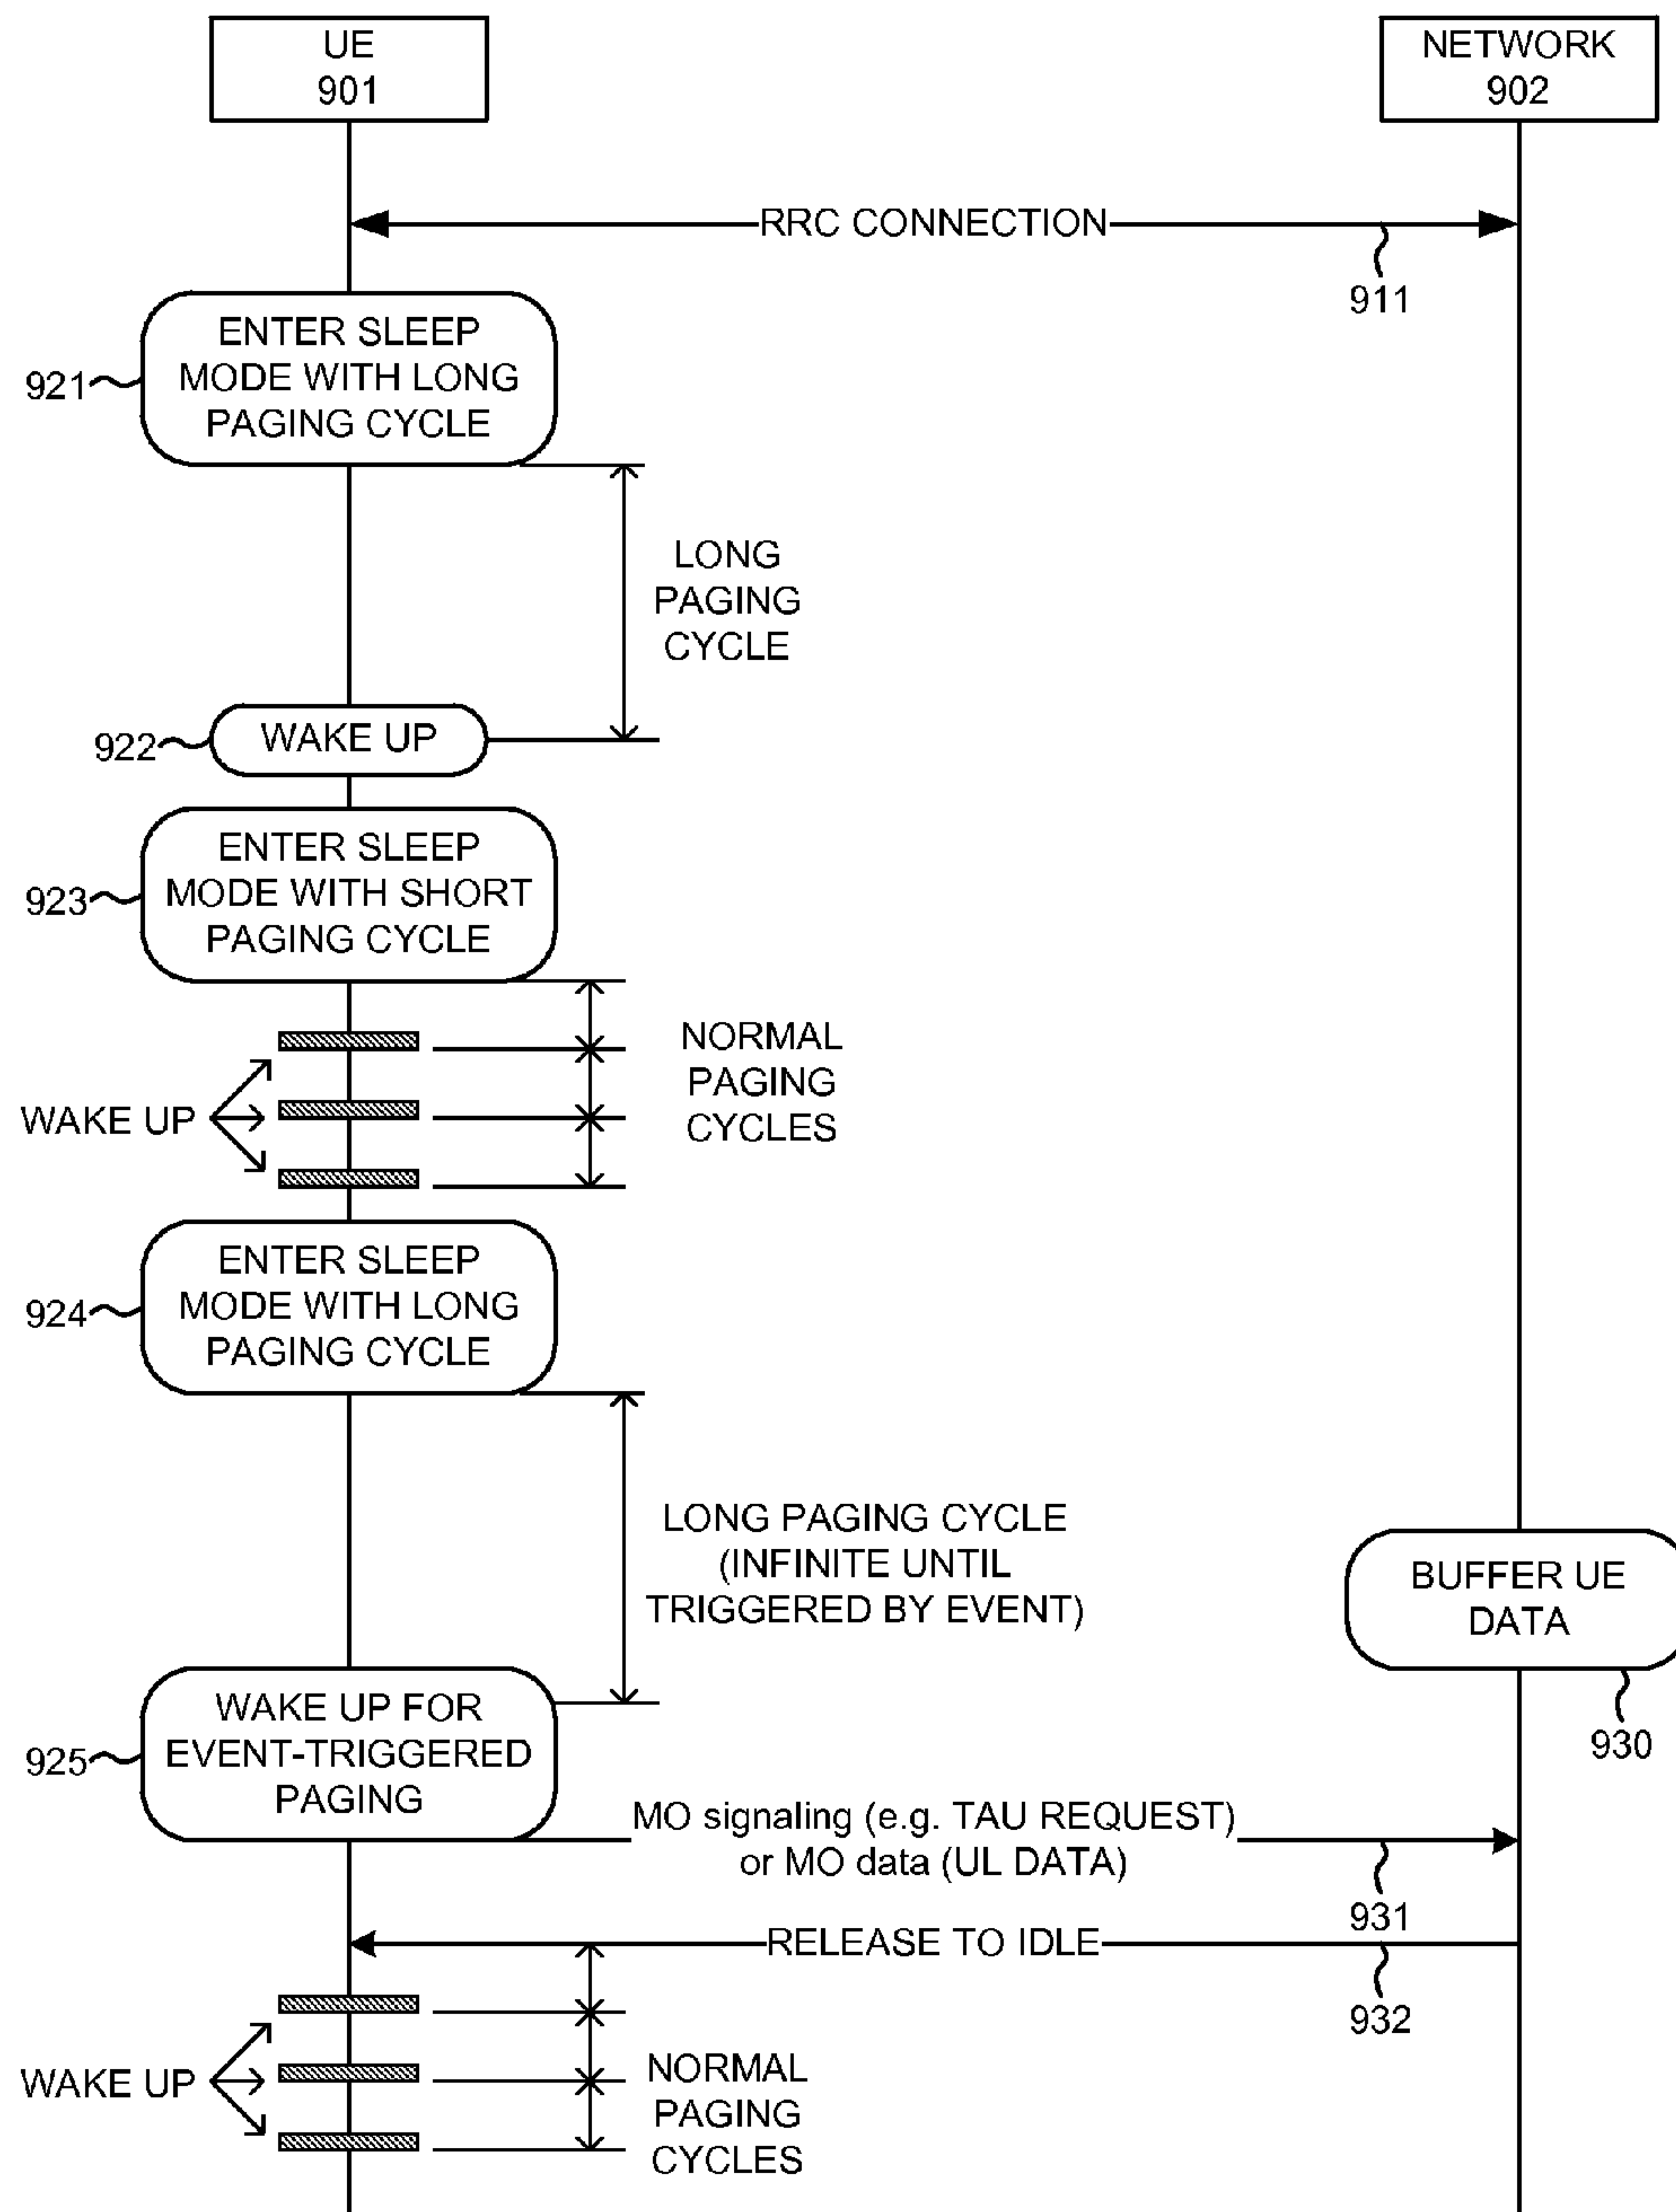 UE
901
NETWORK
902
RRC CONNECTION
911
ENTER SLEEP
MODE WITH LONG
PAGING CYCLE
921
LONG
PAGING
CYCLE
WAKE UP
922
ENTER SLEEP
MODE WITH SHORT
PAGING CYCLE
923
NORMAL
PAGING
CYCLES
WAKE UP
ENTER SLEEP
MODE WITH LONG
PAGING CYCLE
924
LONG PAGING CYCLE
(INFINITE UNTIL
TRIGGERED BY EVENT)
BUFFER UE
DATA
930
WAKE UP FOR
EVENT-TRIGGERED
PAGING
925
MO signaling (e.g. TAU REQUEST)
or MO data (UL DATA)
931
RELEASE TO IDLE
932
WAKE UP
NORMAL
PAGING
CYCLES